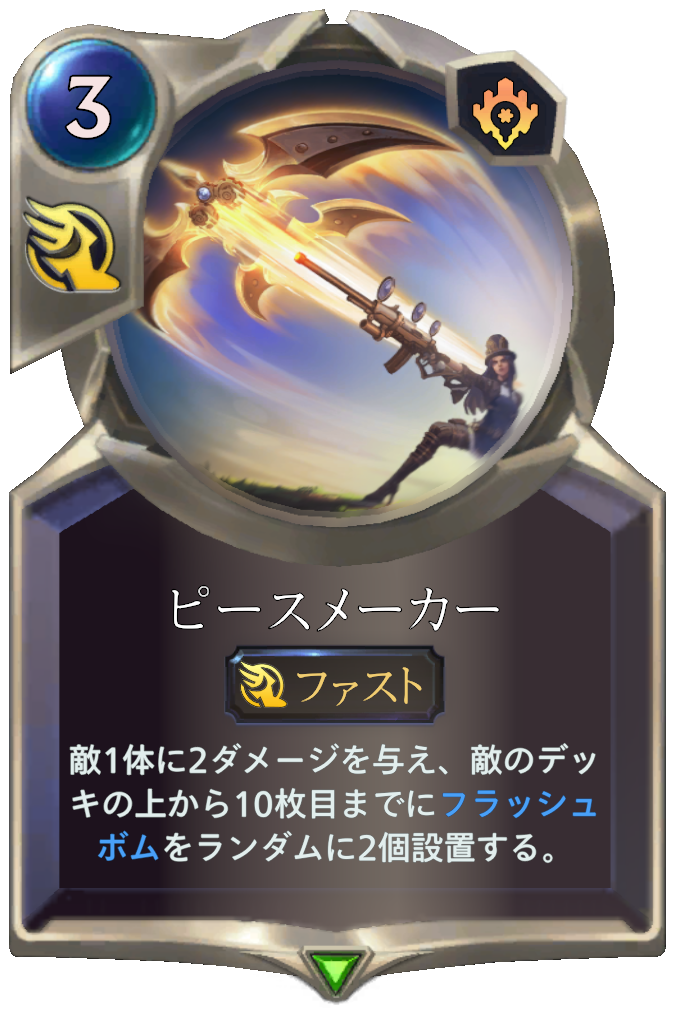 3
ピースメーカー
ファスト
敵1体に2ダメージを与え、敵のデッ
キの上から10枚目までにフラッシュ
ボムをランダムに2個設置する。